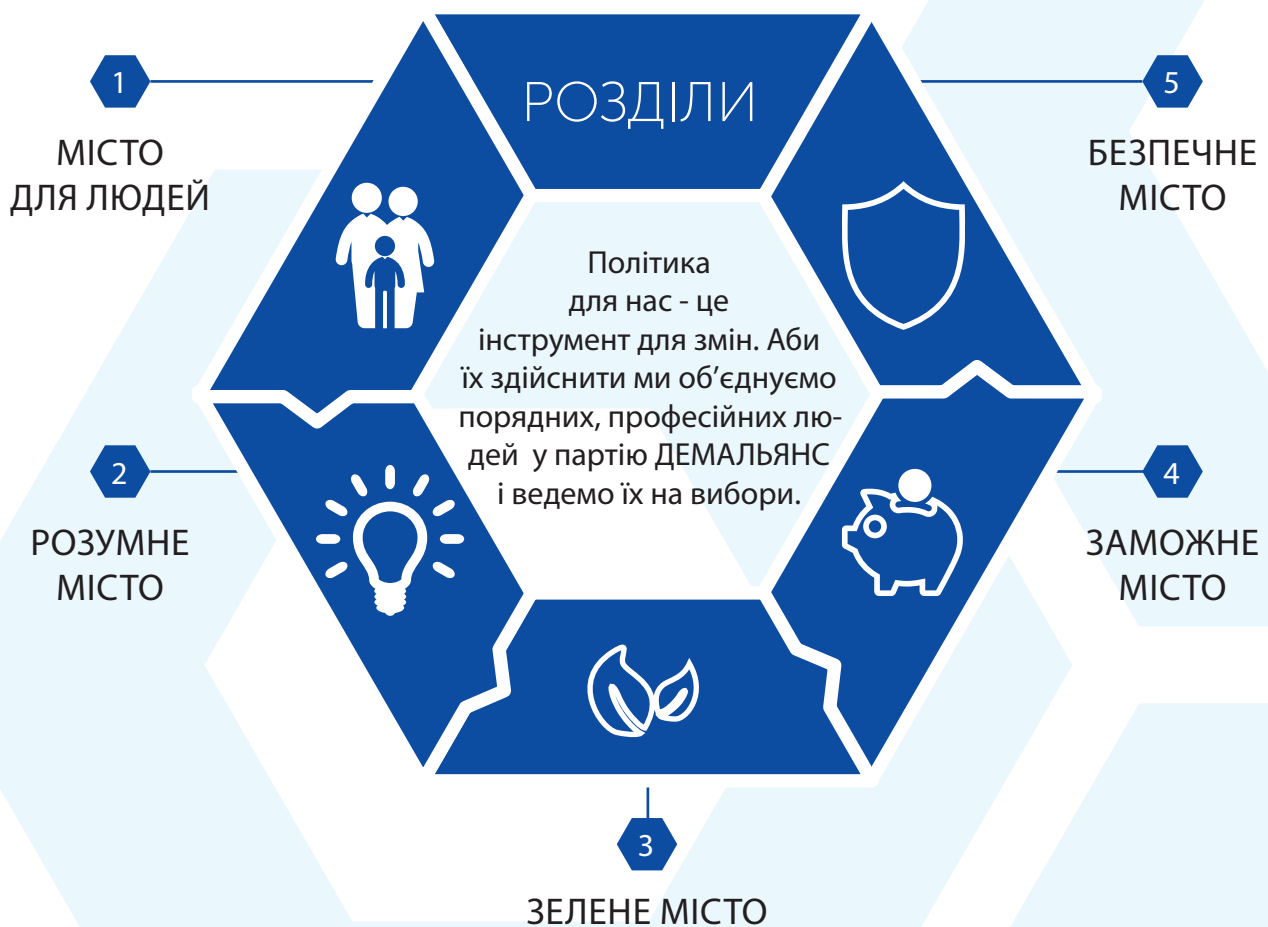 РОЗДІЛИ
1
МІСТО
ДЛЯ ЛЮДЕЙ
5
БЕЗПЕЧНЕ
МІСТО
Політика
для нас - це
інструмент для змін. Аби
їх здійснити ми об’єднуємо
порядних, професійних лю-
дей у партію ДЕМАЛЬЯНС
і ведемо їх на вибори.
2
РОЗУМНЕ
МІСТО
4
ЗАМОЖНЕ
МІСТО
3
ЗЕЛЕНЕ МІСТО